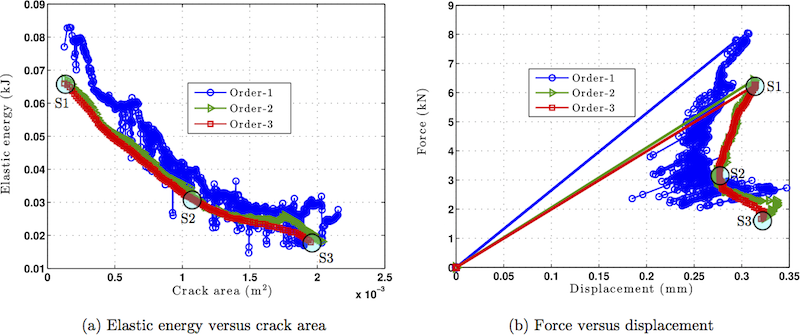 0.09
0.08
0.07
0.06
0.05
0.04
0.03
0.02
0.01
Elastic energy (kJ)
Order-1
Order-2
Order-3
S1
S2
S3
0 0.5 1 1.5 2 2.5
Crack area (m²)
x 10⁻³
(a) Elastic energy versus crack area
9
8
7
6
5
4
3
2
1
0
Force (kN)
Order-1
Order-2
Order-3
S1
S2
S3
0 0.05 0.1 0.15 0.2 0.25 0.3 0.35
Displacement (mm)
(b) Force versus displacement